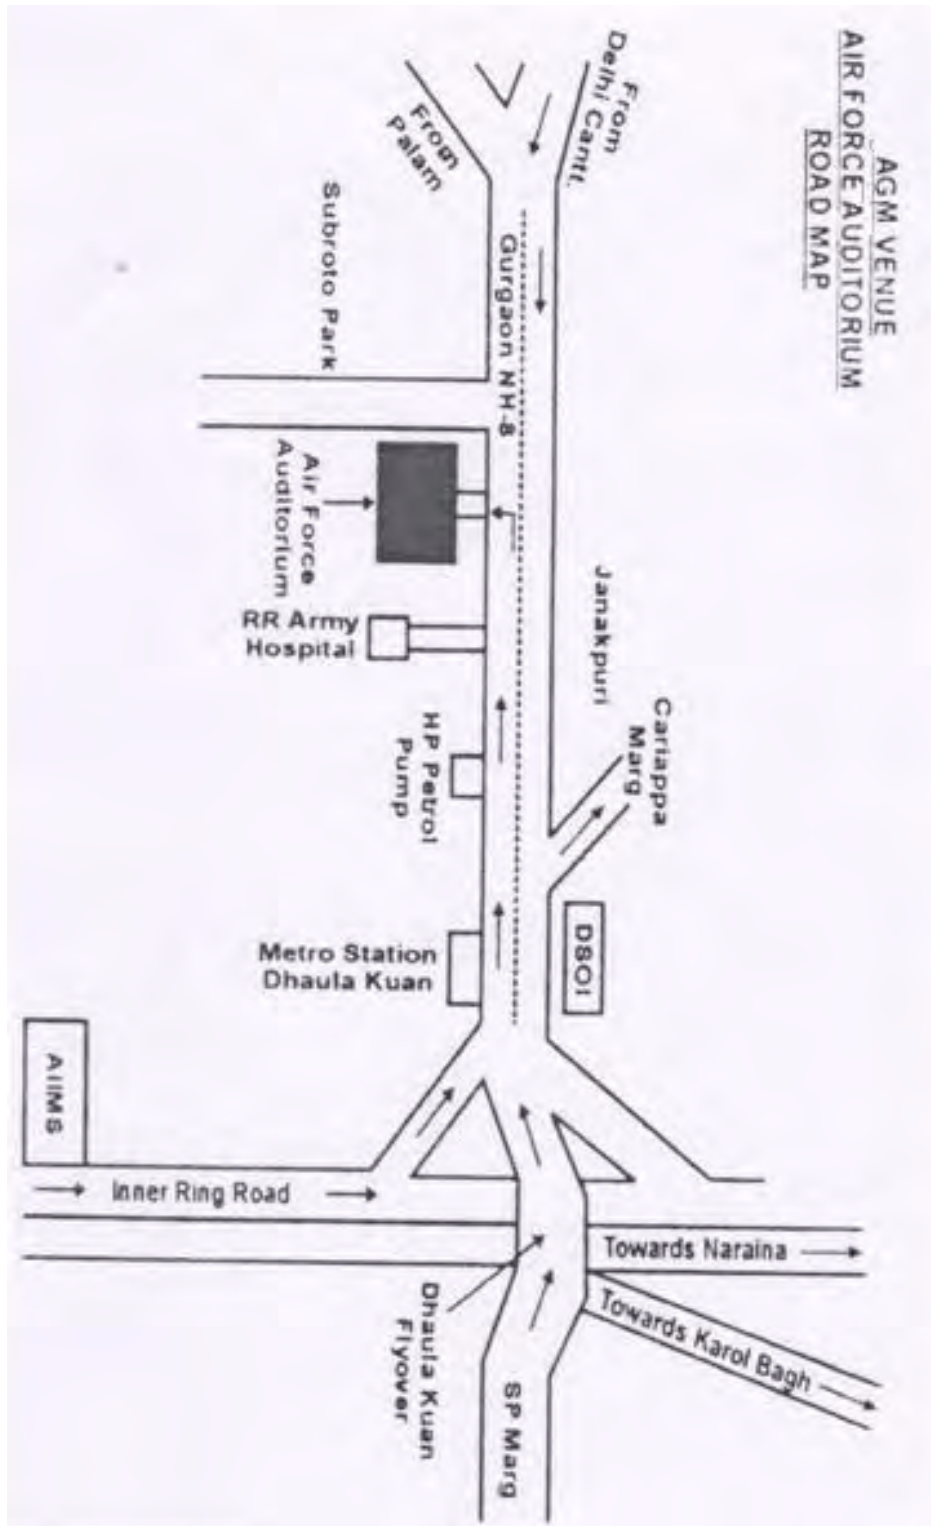 AGM VENUE
AIR FORCE AUDITORIUM
ROAD MAP
From
Delhi Cantt.
From
Palam
Subroto Park
Gurgaon NH-8
Air Force
Auditorium
RR Army
Hospital
Janakpuri
Cariappa
Marg
HP Petrol
Pump
DSOI
Metro Station
Dhaula Kuan
AIIMS
Inner Ring Road
Towards Naraina
Towards Karol Bagh
Dhaula Kuan
Flyover
SP Marg